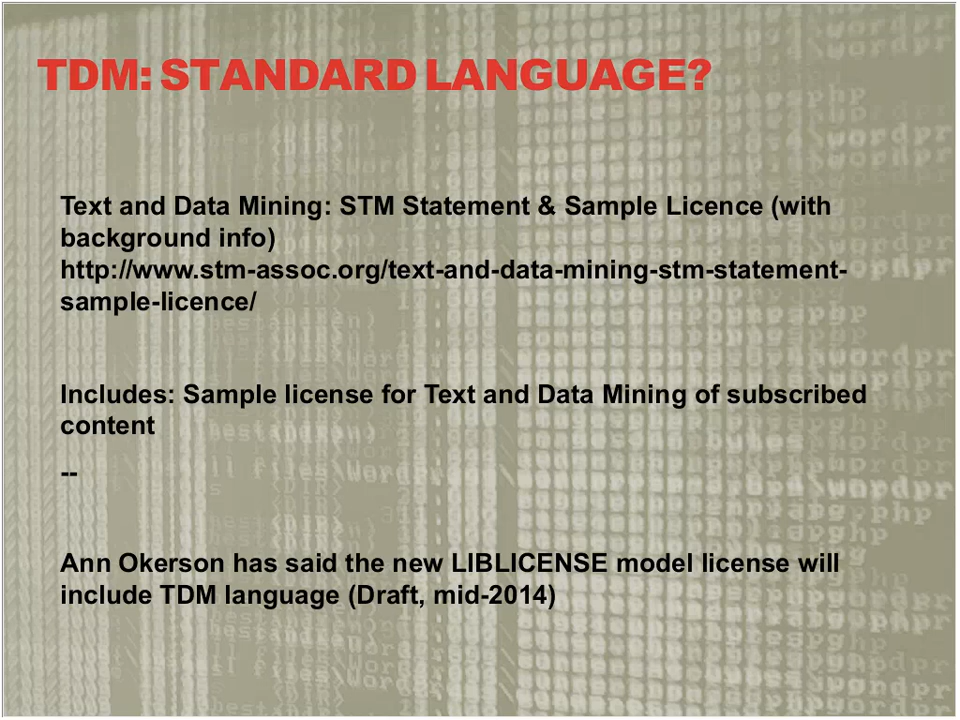 TDM: STANDARD LANGUAGE?
Text and Data Mining: STM Statement & Sample Licence (with
background info)
http://www.stm-assoc.org/text-and-data-mining-stm-statement-
sample-licence/
Includes: Sample license for Text and Data Mining of subscribed
content
--
Ann Okerson has said the new LIBLICENSE model license will
include TDM language (Draft, mid-2014)